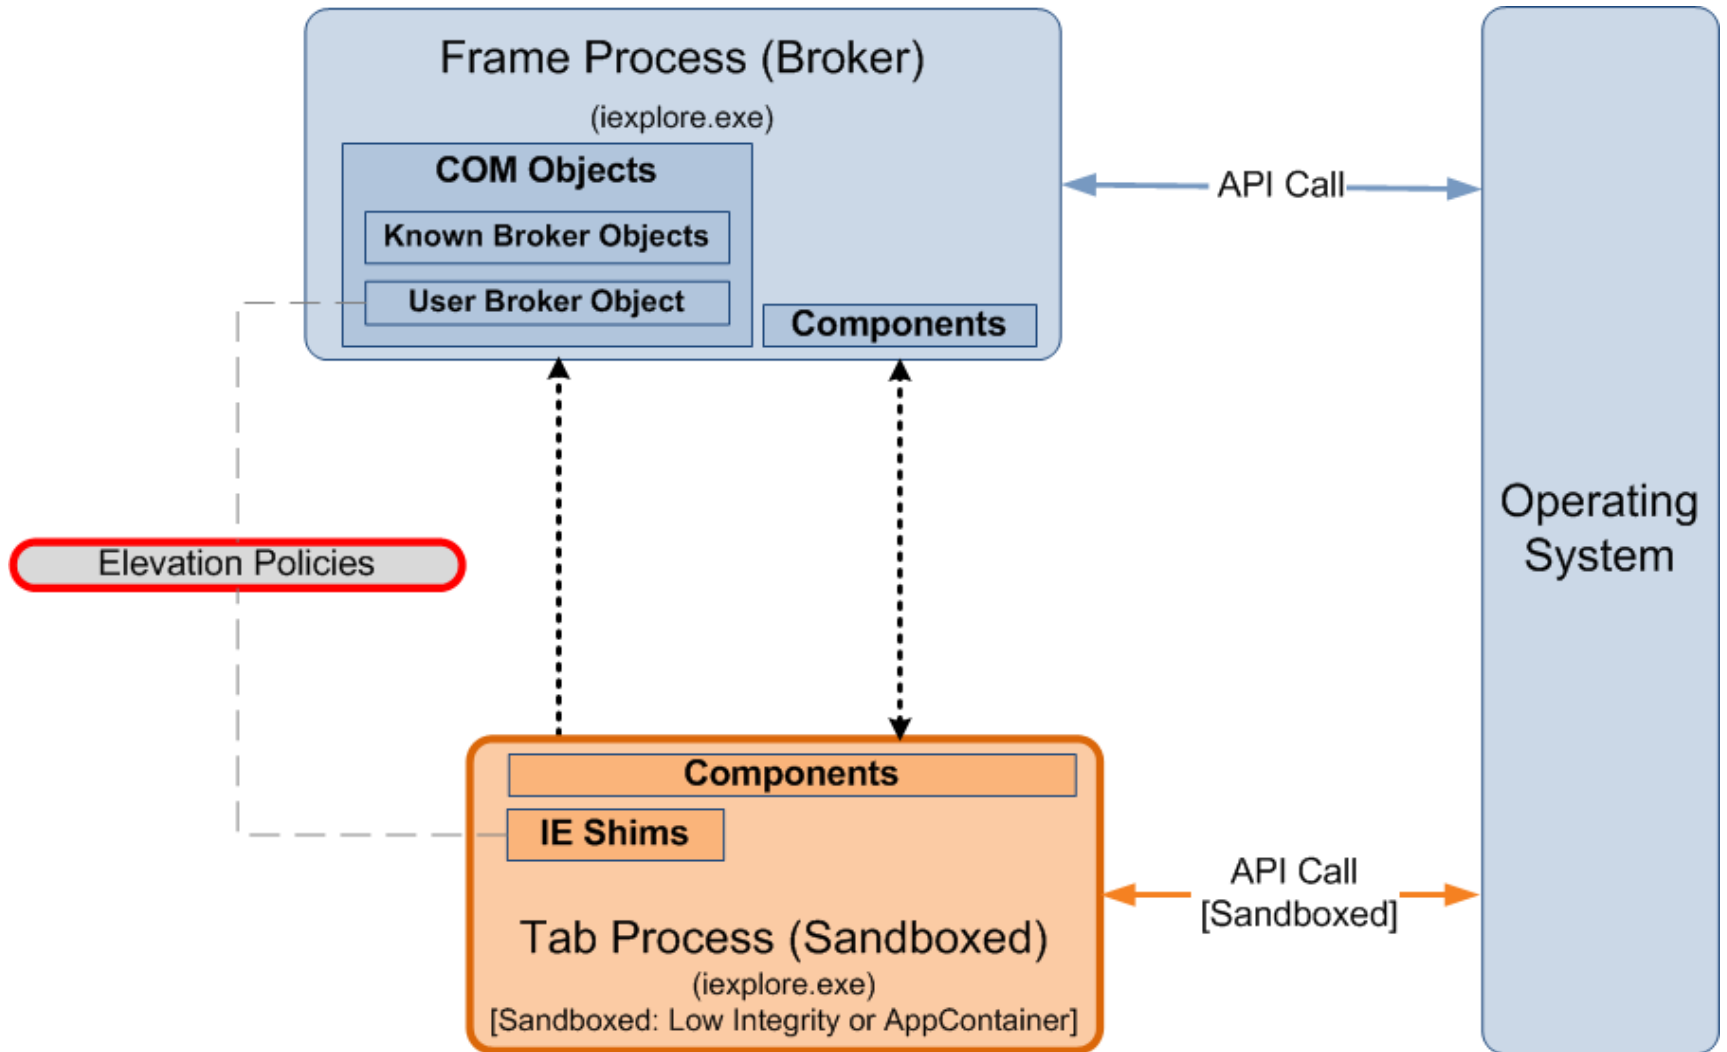 Frame Process (Broker)
(iexplore.exe)
COM Objects
Known Broker Objects
User Broker Object
Components
API Call
Operating
System
Elevation Policies
Components
IE Shims
Tab Process (Sandboxed)
(iexplore.exe)
[Sandboxed: Low Integrity or AppContainer]
API Call
[Sandboxed]